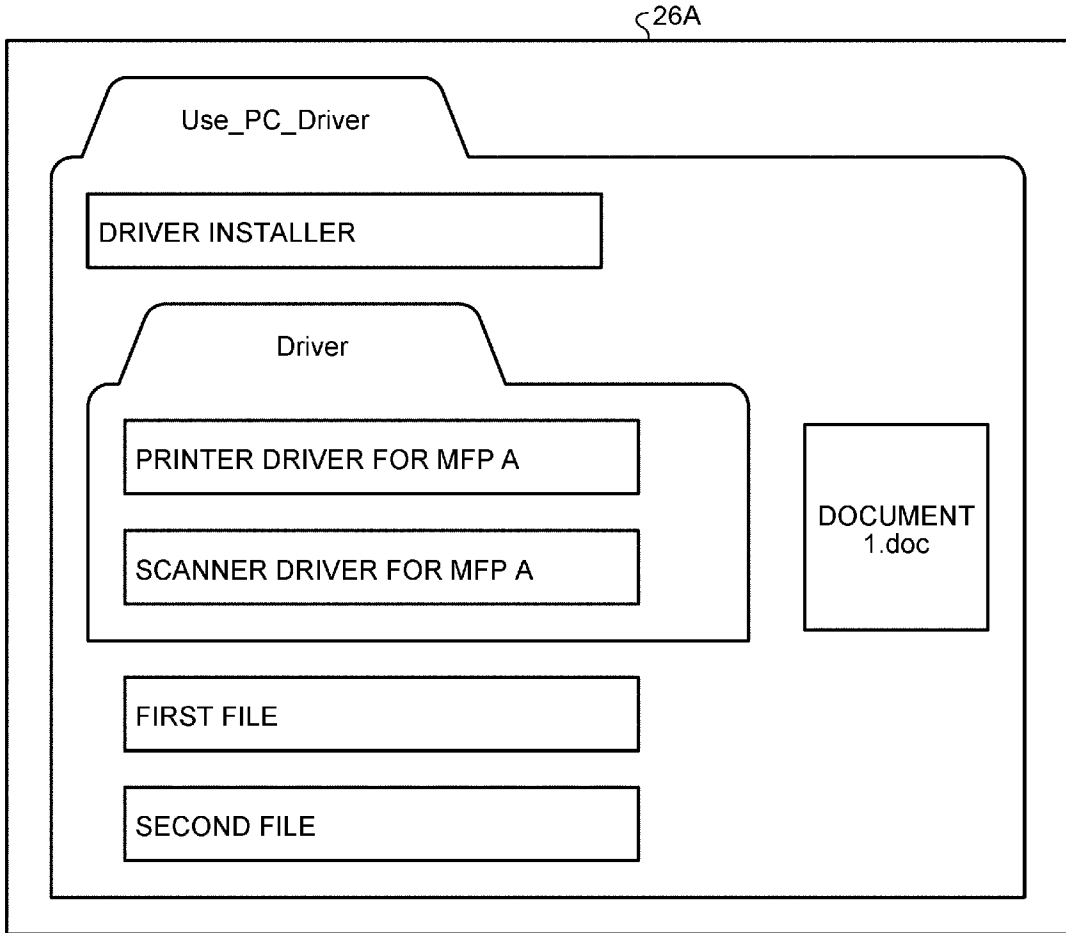 26A
Use_PC_Driver
DRIVER INSTALLER
Driver
PRINTER DRIVER FOR MFP A
SCANNER DRIVER FOR MFP A
DOCUMENT
1.doc
FIRST FILE
SECOND FILE